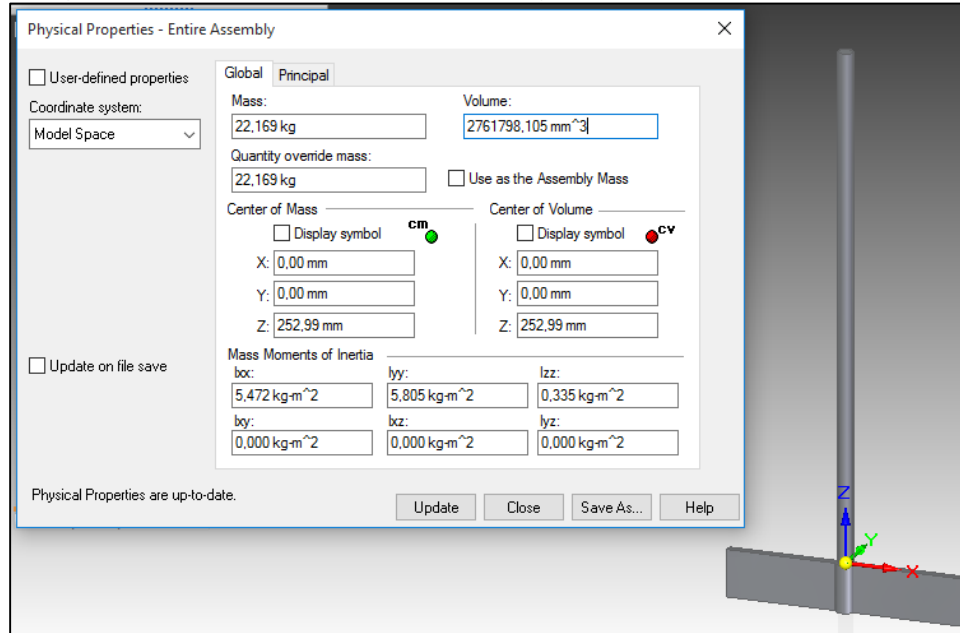 Physical Properties - Entire Assembly
User-defined properties
Coordinate system:
Model Space
Update on file save
Physical Properties are up-to-date.
Global Principal
Mass: Volume:
22,169 kg 2761798,105 mm^3
Quantity override mass:
22,169 kg Use as the Assembly Mass
Center of Mass Center of Volume
Display symbol cm Display symbol cv
X: 0,00 mm X: 0,00 mm
Y: 0,00 mm Y: 0,00 mm
Z: 252,99 mm Z: 252,99 mm
Mass Moments of Inertia
Ixx: Iyy: Izz:
5,472 kg-m^2 5,805 kg-m^2 0,335 kg-m^2
Ixy: Ixz: Iyz:
0,000 kg-m^2 0,000 kg-m^2 0,000 kg-m^2
Update Close Save As... Help
Z
Y
X